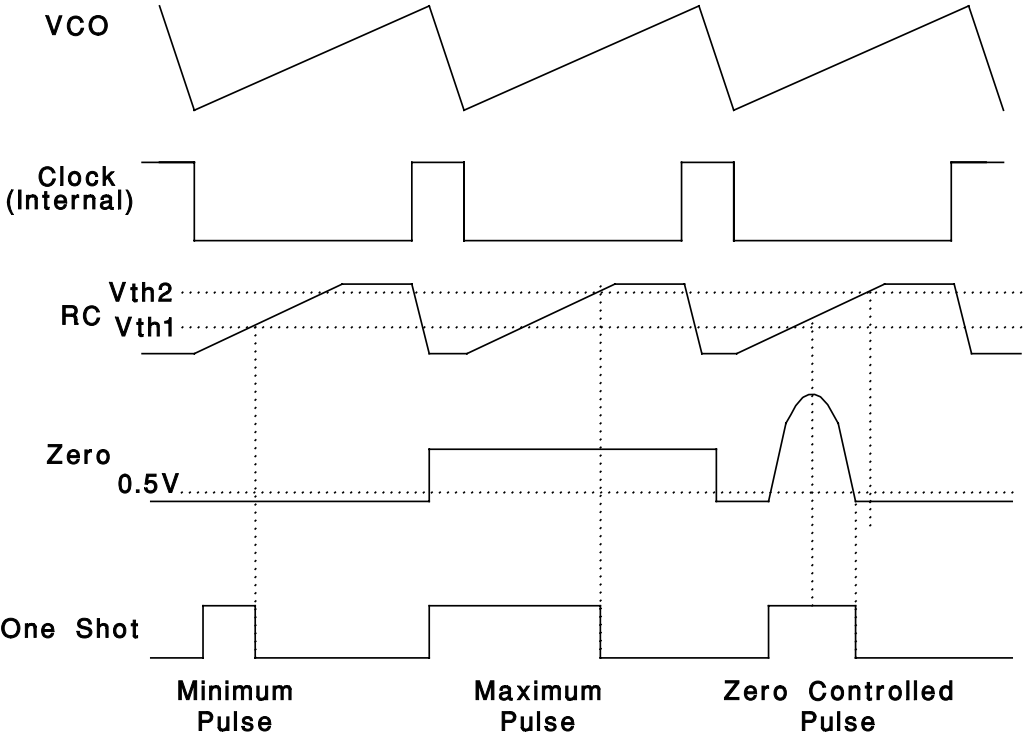 VCO
Clock
(Internal)
Vth2
RC
Vth1
Zero
0.5V
One Shot
Minimum
Pulse
Maximum
Pulse
Zero Controlled
Pulse